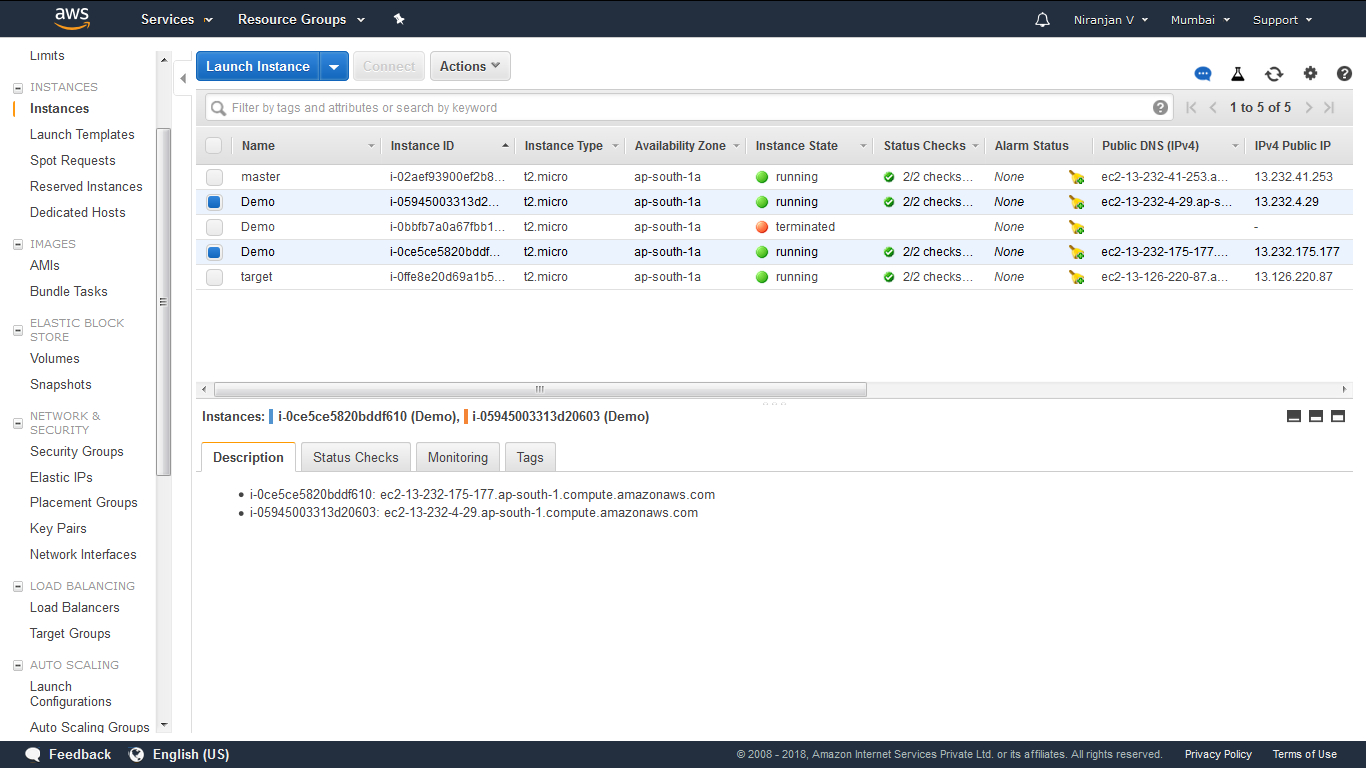 aws Services Resource Groups Niranjan V Mumbai Support
Limits
INSTANCES
Instances
Launch Templates
Spot Requests
Reserved Instances
Dedicated Hosts
IMAGES
AMIs
Bundle Tasks
ELASTIC BLOCK
STORE
Volumes
Snapshots
NETWORK &
SECURITY
Security Groups
Elastic IPs
Placement Groups
Key Pairs
Network Interfaces
LOAD BALANCING
Load Balancers
Target Groups
AUTO SCALING
Launch
Configurations
Auto Scaling Groups
Launch Instance Connect Actions
Filter by tags and attributes or search by keyword 1 to 5 of 5
Name Instance ID Instance Type Availability Zone Instance State Status Checks Alarm Status Public DNS (IPv4) IPv4 Public IP
master i-02aef93900ef2b8... t2.micro ap-south-1a running 2/2 checks... None ec2-13-232-41-253.a... 13.232.41.253
Demo i-05945003313d2... t2.micro ap-south-1a running 2/2 checks... None ec2-13-232-4-29.ap-s... 13.232.4.29
Demo i-0bbfb7a0a67fbb1... t2.micro ap-south-1a terminated None -
Demo i-0ce5ce5820bddf... t2.micro ap-south-1a running 2/2 checks... None ec2-13-232-175-177.... 13.232.175.177
target i-0ffe8e20d69a1b5... t2.micro ap-south-1a running 2/2 checks... None ec2-13-126-220-87.a... 13.126.220.87
Instances: i-0ce5ce5820bddf610 (Demo), i-05945003313d20603 (Demo)
Description Status Checks Monitoring Tags
• i-0ce5ce5820bddf610: ec2-13-232-175-177.ap-south-1.compute.amazonaws.com
• i-05945003313d20603: ec2-13-232-4-29.ap-south-1.compute.amazonaws.com
Feedback English (US) © 2008 - 2018, Amazon Internet Services Private Ltd. or its affiliates. All rights reserved. Privacy Policy Terms of Use